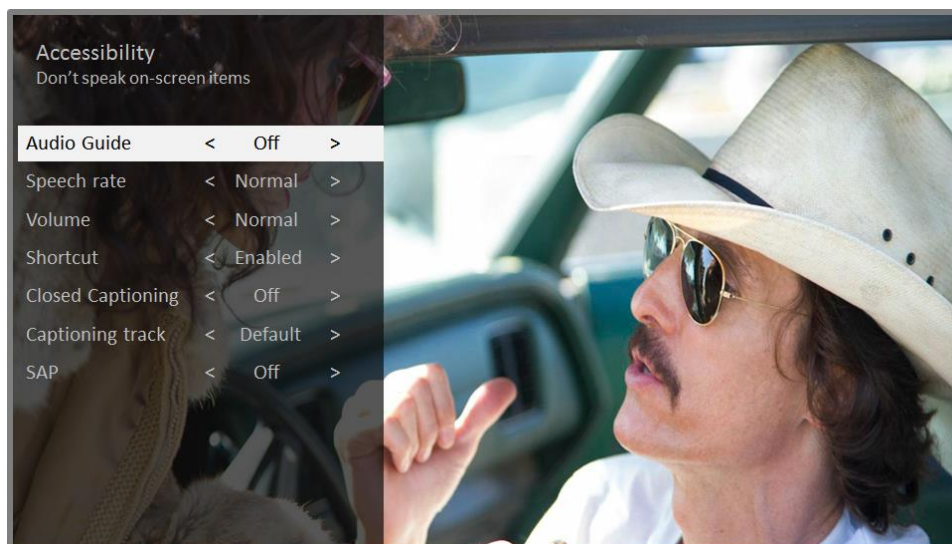 Accessibility
Don't speak on-screen items
Audio Guide < Off >
Speech rate < Normal >
Volume < Normal >
Shortcut < Enabled >
Closed Captioning < Off >
Captioning track < Default >
SAP < Off >